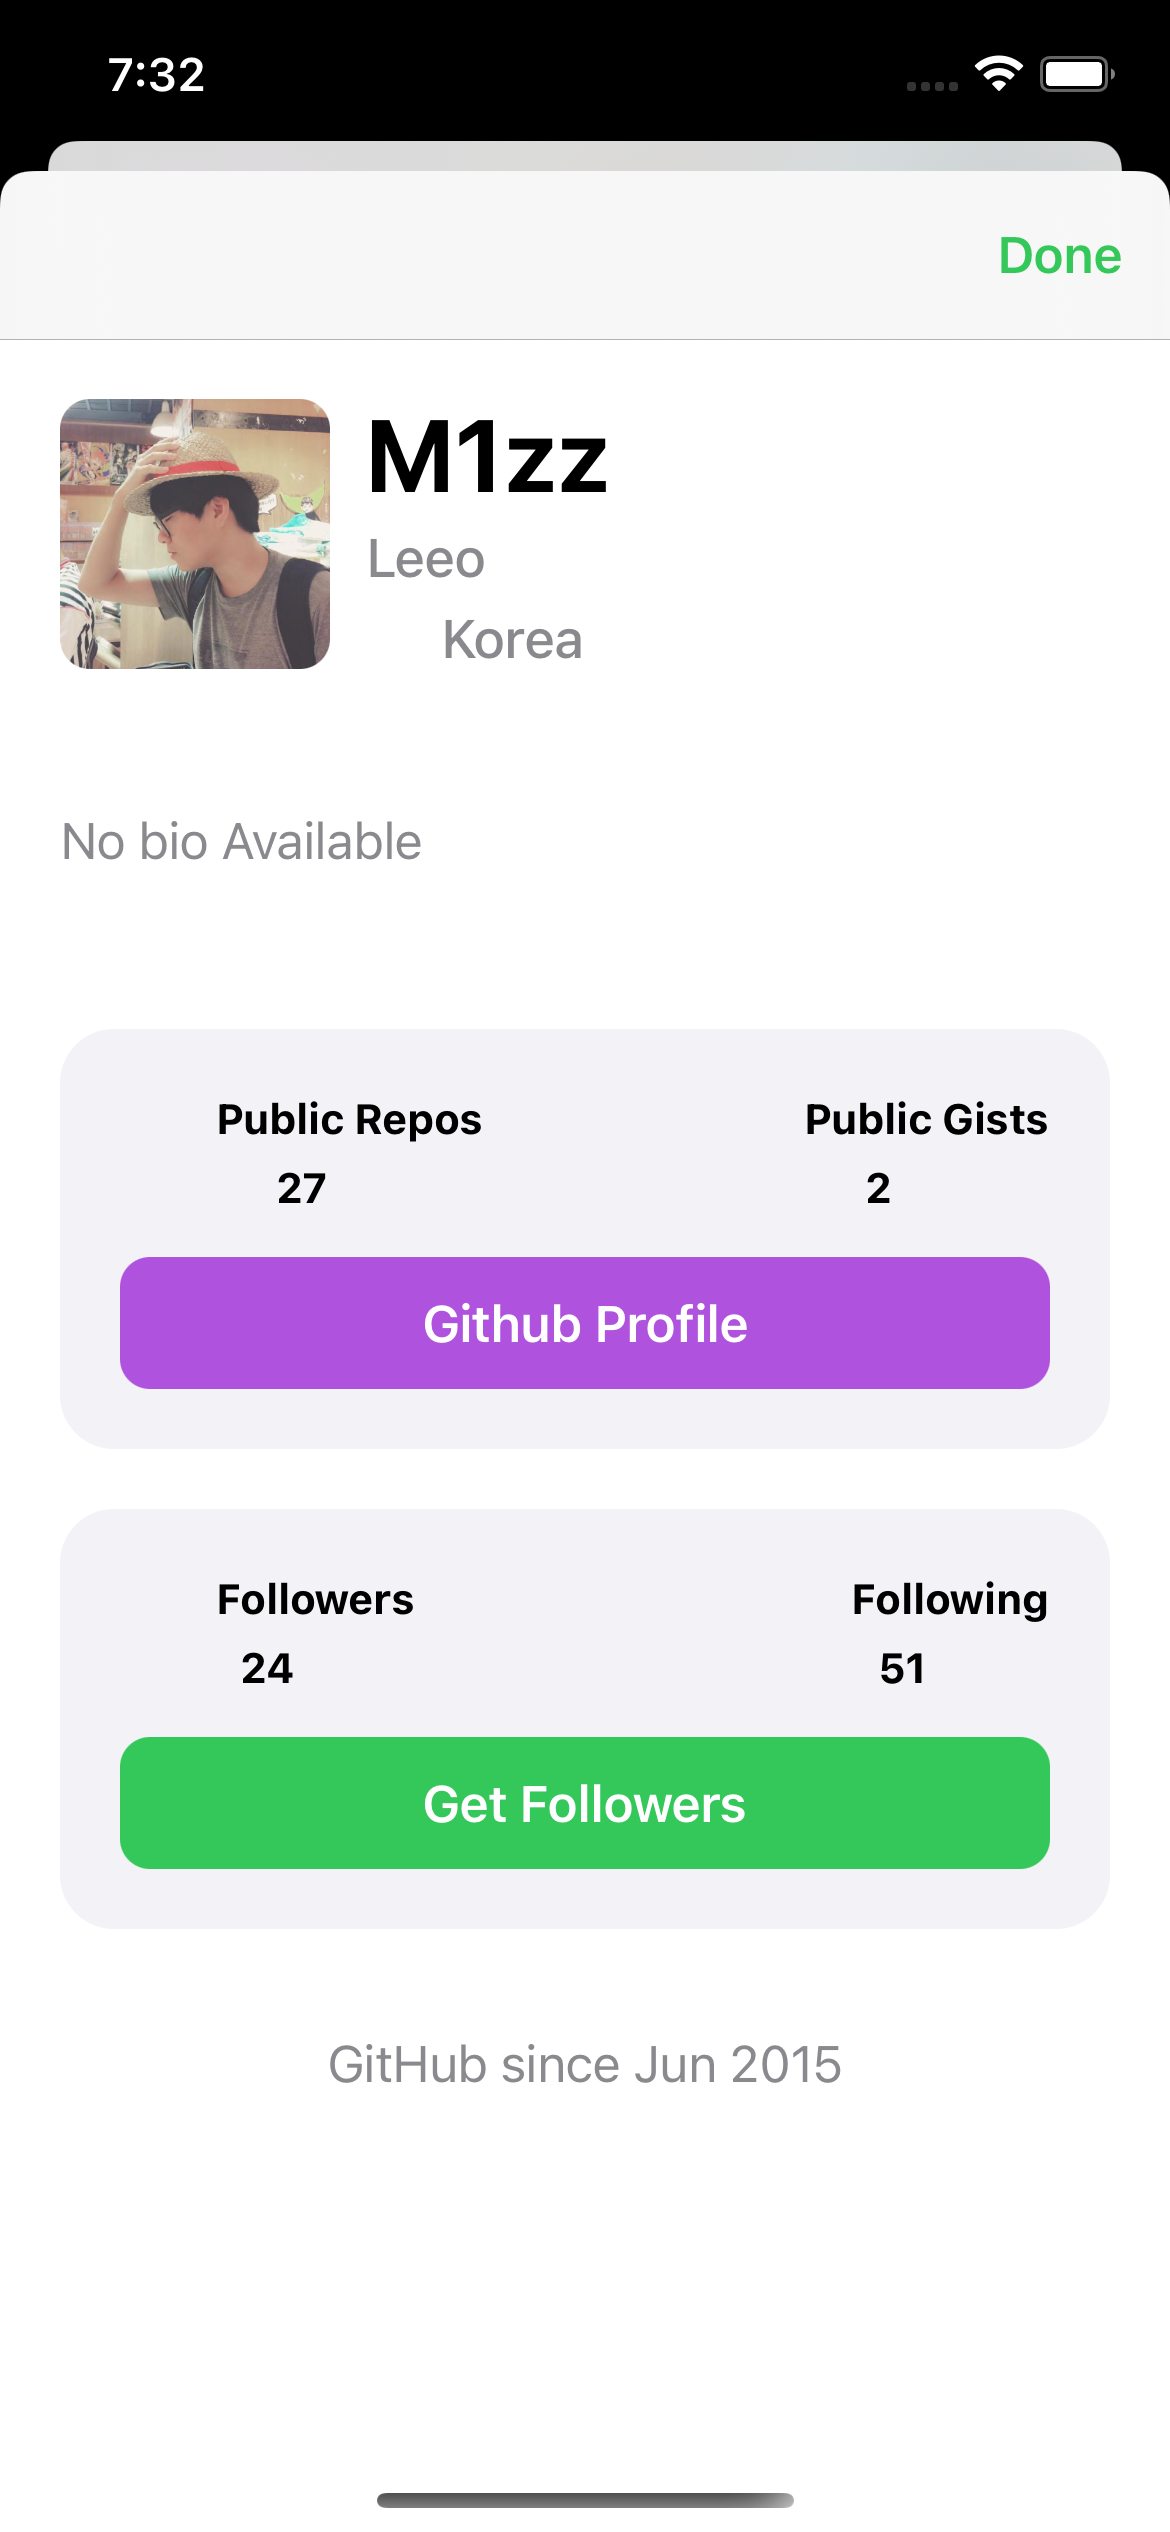 7:32
Done
M1zz
Leeo
Korea
No bio Available
Public Repos
Public Gists
27
2
Github Profile
Followers
Following
24
51
Get Followers
GitHub since Jun 2015